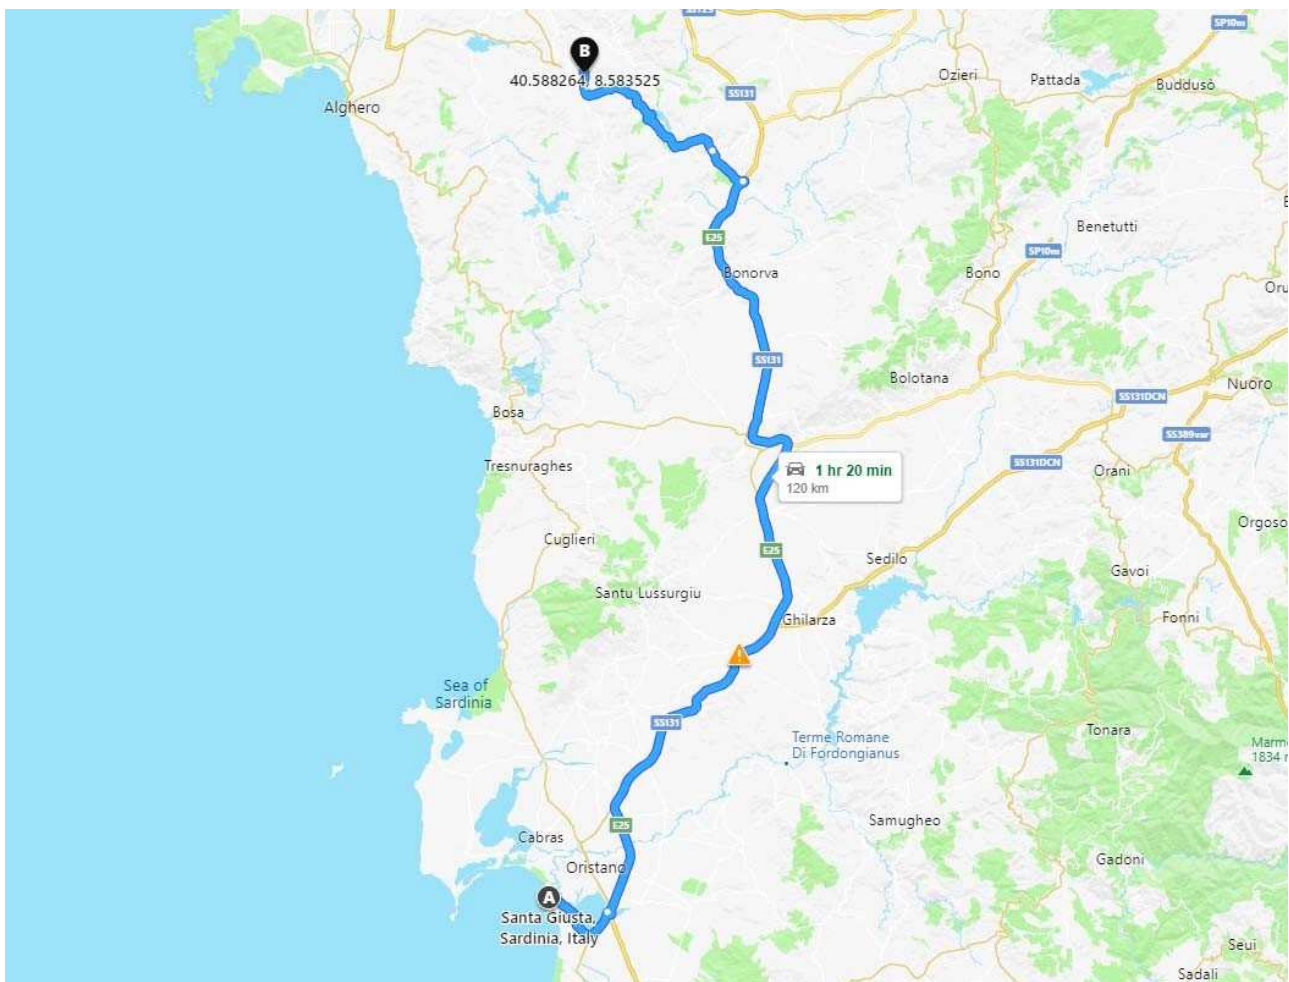 SS125
SP10m
B
40.588264, 8.583525
Ozieri
Pattada
Buddusò
Alghero
SS131
Benetutti
E25
SP10m
Bonorva
Bono
Oru
SS131
Bolotana
Nuoro
SS131DCN
Bosa
SS389var
Tresnuraghes
1 hr 20 min
120 km
SS131DCN
Orani
Orgoso
Cuglieri
E25
Sedilo
Gavoi
Santu Lussurgiu
Ghilarza
Fonni
Sea of
Sardinia
SS131
Terme Romane
Di Fordongianus
Tonara
Marm
1834 m
E25
Samugheo
Cabras
Oristano
Gadoni
A
Santa Giusta,
Sardinia, Italy
Seui
Sadali